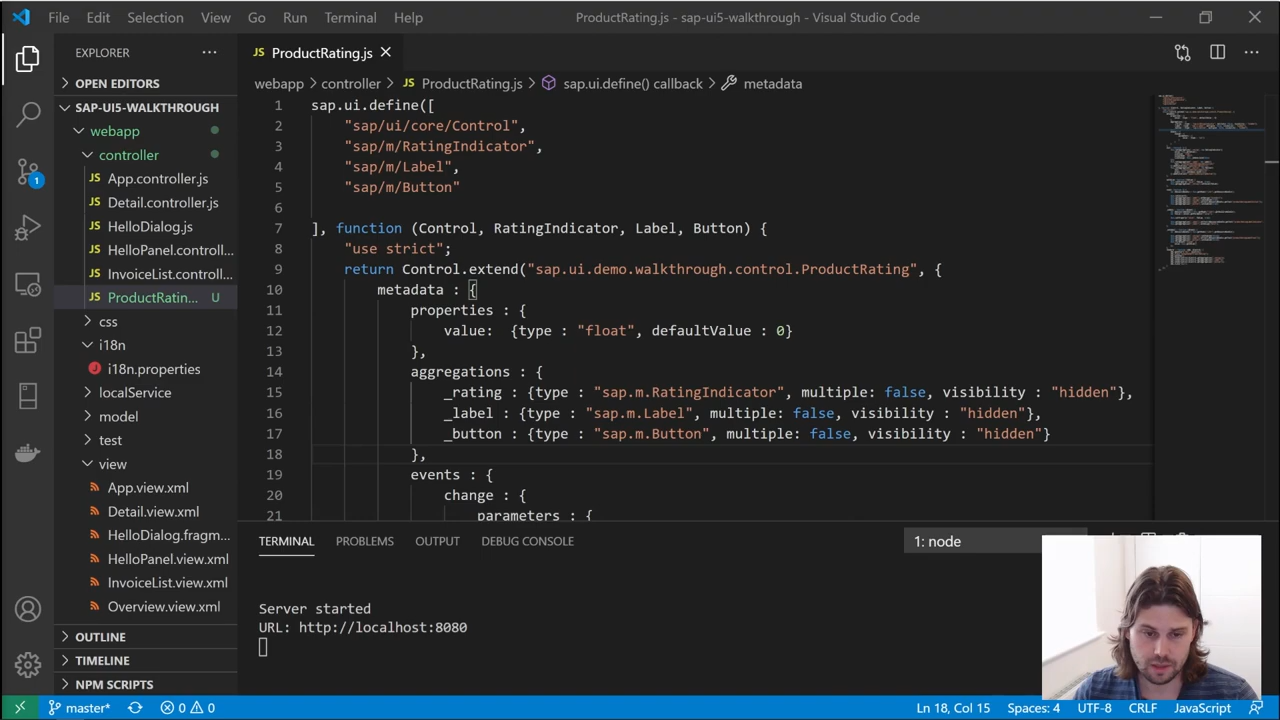 File Edit Selection View Go Run Terminal Help ProductRating.js - sap-ui5-walkthrough - Visual Studio Code
EXPLORER
OPEN EDITORS
SAP-UI5-WALKTHROUGH
webapp
controller
App.controller.js
Detail.controller.js
HelloDialog.js
HelloPanel.controll...
InvoiceList.controll...
ProductRatin... U
css
i18n
i18n.properties
localService
model
test
view
App.view.xml
Detail.view.xml
HelloDialog.fragm...
HelloPanel.view.xml
InvoiceList.view.xml
Overview.view.xml
OUTLINE
TIMELINE
NPM SCRIPTS
1
JS ProductRating.js
webapp > controller > JS ProductRating.js > sap.ui.define() callback > metadata
1 sap.ui.define([
2 "sap/ui/core/Control",
3 "sap/m/RatingIndicator",
4 "sap/m/Label",
5 "sap/m/Button"
6
7 ], function (Control, RatingIndicator, Label, Button) {
8 "use strict";
9 return Control.extend("sap.ui.demo.walkthrough.control.ProductRating", {
10 metadata : {
11 properties : {
12 value: {type : "float", defaultValue : 0}
13 },
14 aggregations : {
15 _rating : {type : "sap.m.RatingIndicator", multiple: false, visibility : "hidden"},
16 _label : {type : "sap.m.Label", multiple: false, visibility : "hidden"},
17 _button : {type : "sap.m.Button", multiple: false, visibility : "hidden"}
18 },
19 events : {
20 change : {
21 parameters : {
TERMINAL PROBLEMS OUTPUT DEBUG CONSOLE 1: node
Server started
URL: http://localhost:8080
master* 0 0 Ln 18, Col 15 Spaces: 4 UTF-8 CRLF JavaScript